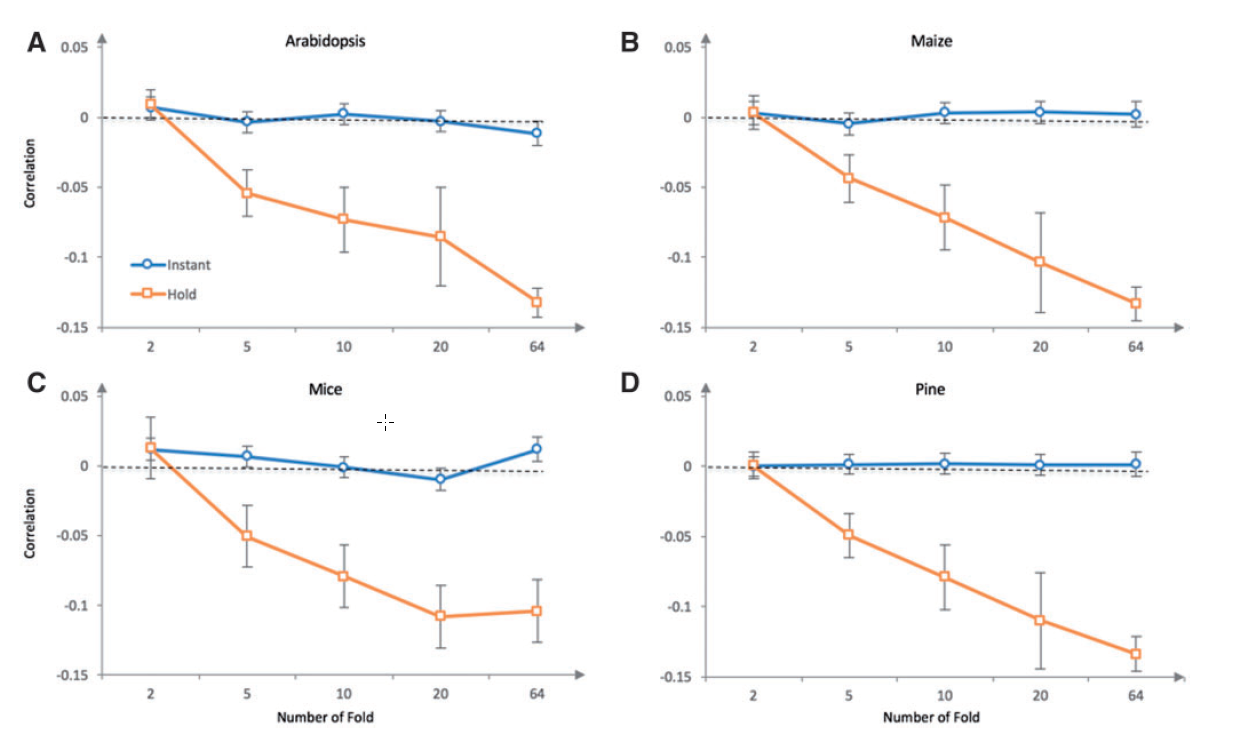 A
Arabidopsis
0.05
0
-0.05
-0.1
-0.15
Correlation
Instant
Hold
2 5 10 20 64
B
Maize
0.05
0
-0.05
-0.1
-0.15
2 5 10 20 64
C
Mice
0.05
0
-0.05
-0.1
-0.15
Correlation
2 5 10 20 64
Number of Fold
D
Pine
0.05
0
-0.05
-0.1
-0.15
2 5 10 20 64
Number of Fold